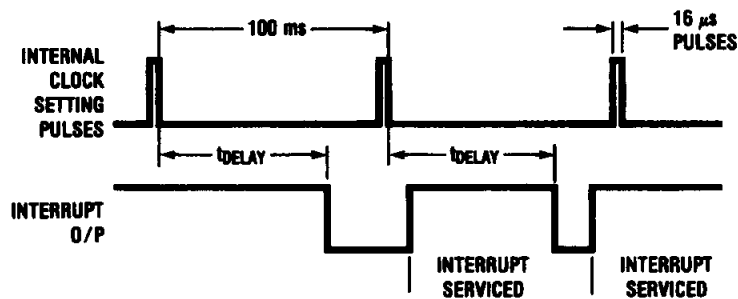 100 ms
16 μs
PULSES
INTERNAL
CLOCK
SETTING
PULSES
tDELAY
tDELAY
INTERRUPT
O/P
INTERRUPT
SERVICED
INTERRUPT
SERVICED